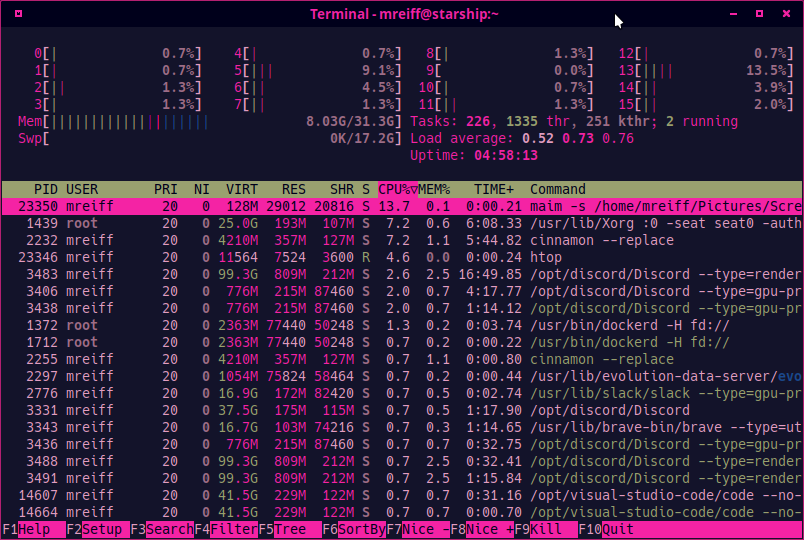 Terminal - mreiff@starship:~
0[| 0.7%] 4[| 0.7%] 8[| 1.3%] 12[| 0.7%]
1[| 0.7%] 5[||| 9.1%] 9[ 0.0%] 13[|||| 13.5%]
2[|| 1.3%] 6[|| 4.5%] 10[| 0.7%] 14[|| 3.9%]
3[| 1.3%] 7[|| 1.3%] 11[|| 1.3%] 15[|| 2.0%]
Mem[|||||||||||||||||||| 8.03G/31.3G] Tasks: 226, 1335 thr, 251 kthr; 2 running
Swp[ 0K/17.2G] Load average: 0.52 0.73 0.76
Uptime: 04:58:13
PID USER PRI NI VIRT RES SHR S CPU%▽MEM% TIME+ Command
23350 mreiff 20 0 128M 29012 20816 S 13.7 0.1 0:00.21 maim -s /home/mreiff/Pictures/Scre
1439 root 20 0 25.0G 193M 107M S 7.2 0.6 6:08.33 /usr/lib/Xorg :0 -seat seat0 -auth
2232 mreiff 20 0 4210M 357M 127M S 7.2 1.1 5:44.82 cinnamon --replace
23346 mreiff 20 0 11564 7524 3600 R 4.6 0.0 0:00.24 htop
3483 mreiff 20 0 99.3G 809M 212M S 2.6 2.5 16:49.85 /opt/discord/Discord --type=render
3406 mreiff 20 0 776M 215M 87460 S 2.0 0.7 4:17.77 /opt/discord/Discord --type=gpu-pr
3438 mreiff 20 0 776M 215M 87460 S 2.0 0.7 1:14.12 /opt/discord/Discord --type=gpu-pr
1372 root 20 0 2363M 77440 50248 S 1.3 0.2 0:03.74 /usr/bin/dockerd -H fd://
1712 root 20 0 2363M 77440 50248 S 0.7 0.2 0:00.22 /usr/bin/dockerd -H fd://
2255 mreiff 20 0 4210M 357M 127M S 0.7 1.1 0:00.80 cinnamon --replace
2297 mreiff 20 0 1054M 75824 58464 S 0.7 0.2 0:00.44 /usr/lib/evolution-data-server/evo
2776 mreiff 20 0 16.9G 172M 82420 S 0.7 0.5 0:02.74 /usr/lib/slack/slack --type=gpu-pr
3331 mreiff 20 0 37.5G 175M 115M S 0.7 0.5 1:17.90 /opt/discord/Discord
3343 mreiff 20 0 16.7G 103M 74216 S 0.7 0.3 1:14.65 /usr/lib/brave-bin/brave --type=ut
3436 mreiff 20 0 776M 215M 87460 S 0.7 0.7 0:32.75 /opt/discord/Discord --type=gpu-pr
3488 mreiff 20 0 99.3G 809M 212M S 0.7 2.5 0:32.41 /opt/discord/Discord --type=render
3491 mreiff 20 0 99.3G 809M 212M S 0.7 2.5 1:15.84 /opt/discord/Discord --type=render
14607 mreiff 20 0 41.5G 229M 122M S 0.7 0.7 0:31.16 /opt/visual-studio-code/code --no-
14664 mreiff 20 0 41.5G 229M 122M S 0.7 0.7 0:00.70 /opt/visual-studio-code/code --no-
F1Help F2Setup F3SearchF4FilterF5Tree F6SortByF7Nice -F8Nice +F9Kill F10Quit